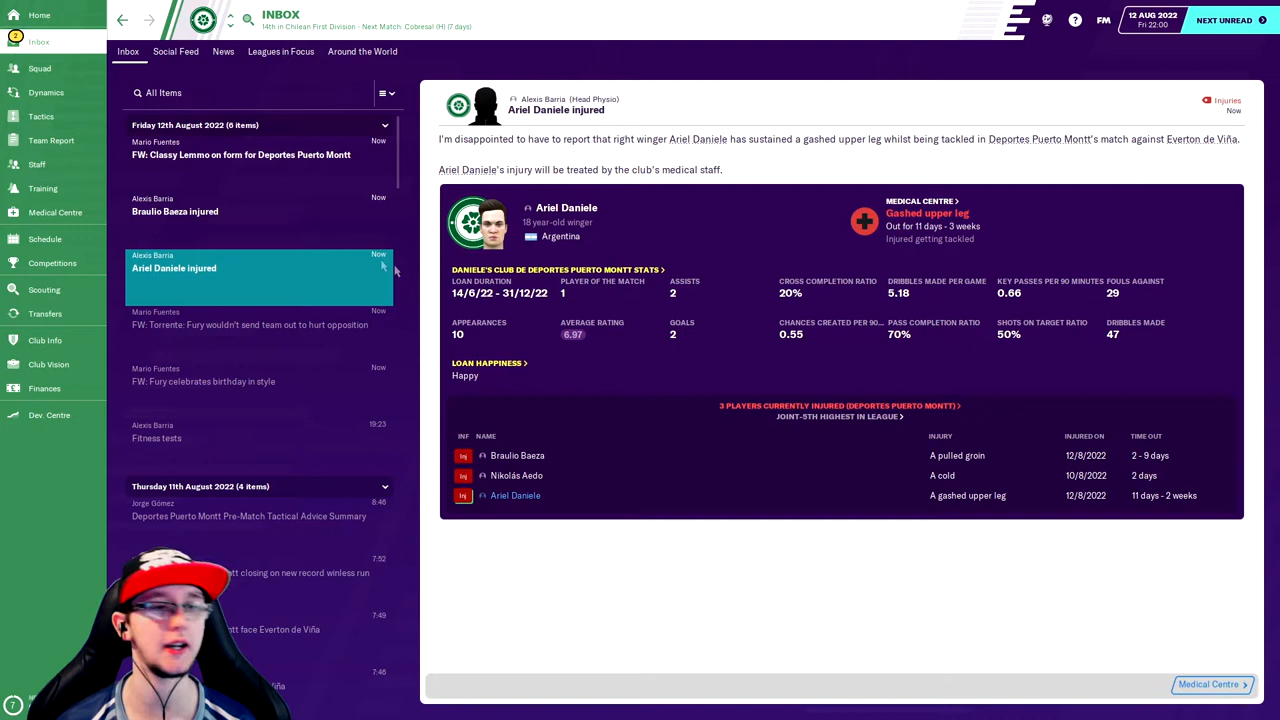 Home
INBOX
14th in Chilean First Division - Next Match: Cobresal (H) (7 days)
?
FM
12 AUG 2022
Fri 22:00
NEXT UNREAD
2
Inbox
Squad
Dynamics
Tactics
Team Report
Staff
Training
Medical Centre
Schedule
Competitions
Scouting
Transfers
Club Info
Club Vision
Finances
Dev. Centre
7
Inbox
Social Feed
News
Leagues in Focus
Around the World
All Items
Friday 12th August 2022 (6 items)
Mario Fuentes
Now
FW: Classy Lemmo on form for Deportes Puerto Montt
Alexis Barria
Now
Braulio Baeza injured
Alexis Barria
Now
Ariel Daniele injured
Mario Fuentes
Now
FW: Torrente: Fury wouldn't send team out to hurt opposition
Mario Fuentes
Now
FW: Fury celebrates birthday in style
Alexis Barria
19:23
Fitness tests
Thursday 11th August 2022 (4 items)
Jorge Gómez
8:46
Deportes Puerto Montt Pre-Match Tactical Advice Summary
7:52
closing on new record winless run
7:49
face Everton de Viña
7:46
Alexis Barria (Head Physio)
Ariel Daniele injured
Injuries
Now
I'm disappointed to have to report that right winger Ariel Daniele has sustained a gashed upper leg whilst being tackled in Deportes Puerto Montt's match against Everton de Viña.
Ariel Daniele's injury will be treated by the club's medical staff.
Ariel Daniele
18 year-old winger
Argentina
MEDICAL CENTRE >
Gashed upper leg
Out for 11 days - 3 weeks
Injured getting tackled
DANIELE'S CLUB DE DEPORTES PUERTO MONTT STATS >
LOAN DURATION
14/6/22 - 31/12/22
PLAYER OF THE MATCH
1
ASSISTS
2
CROSS COMPLETION RATIO
20%
DRIBBLES MADE PER GAME
5.18
KEY PASSES PER 90 MINUTES
0.66
FOULS AGAINST
29
APPEARANCES
10
AVERAGE RATING
6.97
GOALS
2
CHANCES CREATED PER 90...
0.55
PASS COMPLETION RATIO
70%
SHOTS ON TARGET RATIO
50%
DRIBBLES MADE
47
LOAN HAPPINESS >
Happy
3 PLAYERS CURRENTLY INJURED (DEPORTES PUERTO MONTT) >
JOINT-5TH HIGHEST IN LEAGUE >
INF NAME INJURY INJURED ON TIME OUT
Inj Braulio Baeza A pulled groin 12/8/2022 2 - 9 days
Inj Nikolás Aedo A cold 10/8/2022 2 days
Inj Ariel Daniele A gashed upper leg 12/8/2022 11 days - 2 weeks
Medical Centre >